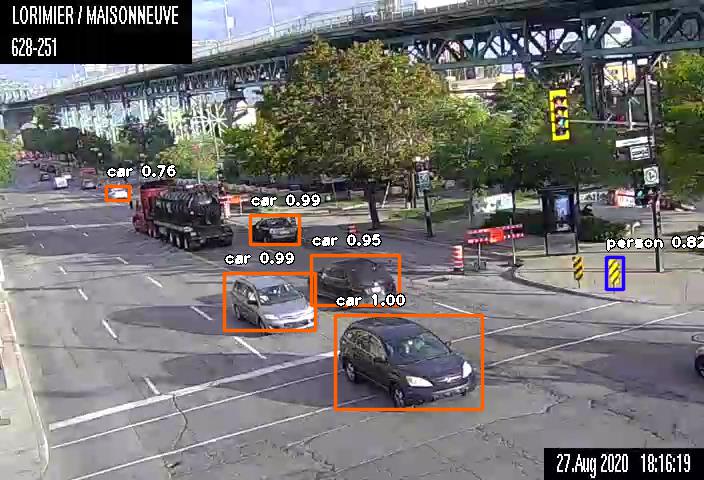 LORIMIER / MAISONNEUVE
628-251
car 0.76
car 0.99
car 0.95
car 0.99
car 1.00
person 0.82
27.Aug 2020 18:16:19